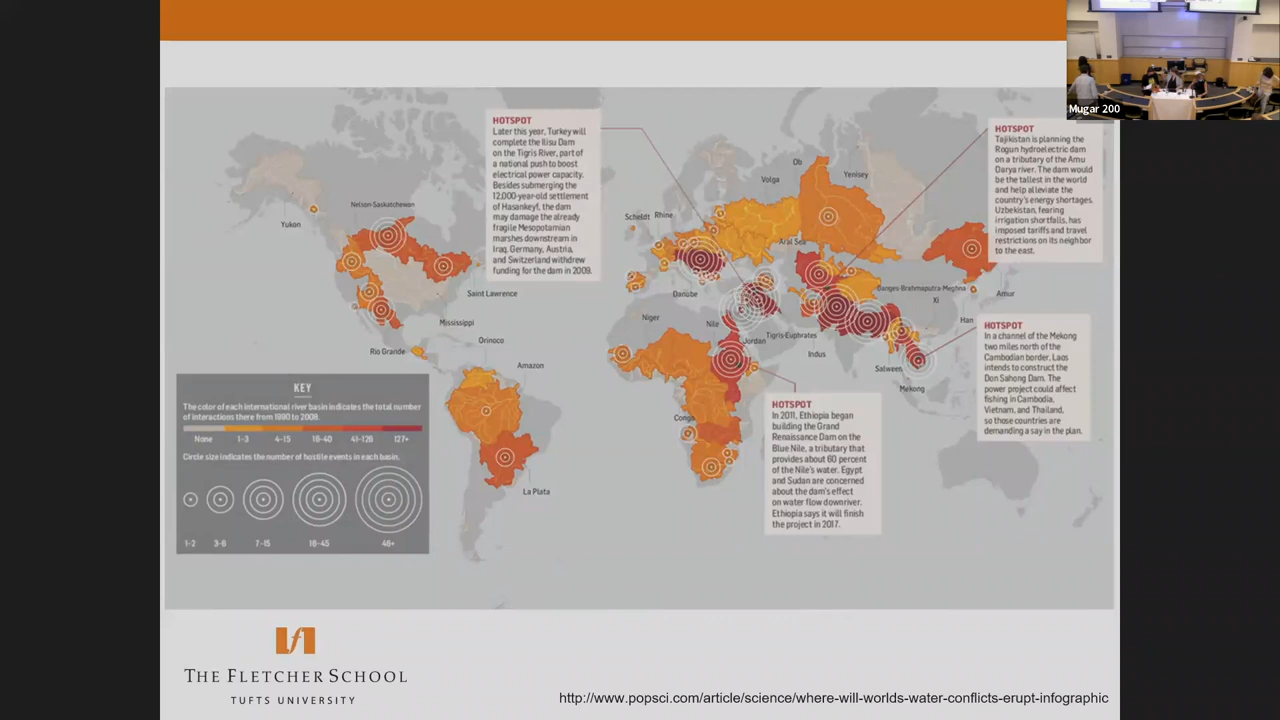 Mugar 200
HOTSPOT
Later this year, Turkey will
complete the Ilisu Dam
on the Tigris River, part of
a national push to boost
electrical power capacity.
Besides submerging the
12,000-year-old settlement
of Hasankeyf, the dam
may damage the already
fragile Mesopotamian
marshes downstream in
Iraq. Germany, Austria,
and Switzerland withdrew
funding for the dam in 2009.
HOTSPOT
Tajikistan is planning the
Rogun hydroelectric dam
on a tributary of the Amu
Darya river. The dam would
be the tallest in the world
and help alleviate the
country's energy shortages.
Uzbekistan, fearing
irrigation shortfalls, has
imposed tariffs and travel
restrictions on its neighbor
to the east.
Ob
Volga
Yenisey
Nelson-Saskatchewan
Yukon
Scheldt
Rhine
Aral Sea
Saint Lawrence
Danube
Ganges-Brahmaputra-Meghna
Xi
Amur
Mississippi
Niger
Nile
Han
Tigris-Euphrates
Jordan
Orinoco
Rio Grande
Indus
Amazon
Salween
Mekong
HOTSPOT
In a channel of the Mekong
two miles north of the
Cambodian border, Laos
intends to construct the
Don Sahong Dam. The
power project could affect
fishing in Cambodia,
Vietnam, and Thailand,
so those countries are
demanding a say in the plan.
HOTSPOT
In 2011, Ethiopia began
building the Grand
Renaissance Dam on the
Blue Nile, a tributary that
provides about 60 percent
of the Nile's water. Egypt
and Sudan are concerned
about the dam's effect
on water flow downriver.
Ethiopia says it will finish
the project in 2017.
Congo
La Plata
KEY
The color of each international river basin indicates the total number
of interactions there from 1990 to 2008.
None 1-3 4-15 16-40 41-126 127+
Circle size indicates the number of hostile events in each basin.
1-2 3-6 7-15 16-45 46+
THE FLETCHER SCHOOL
TUFTS UNIVERSITY
http://www.popsci.com/article/science/where-will-worlds-water-conflicts-erupt-infographic